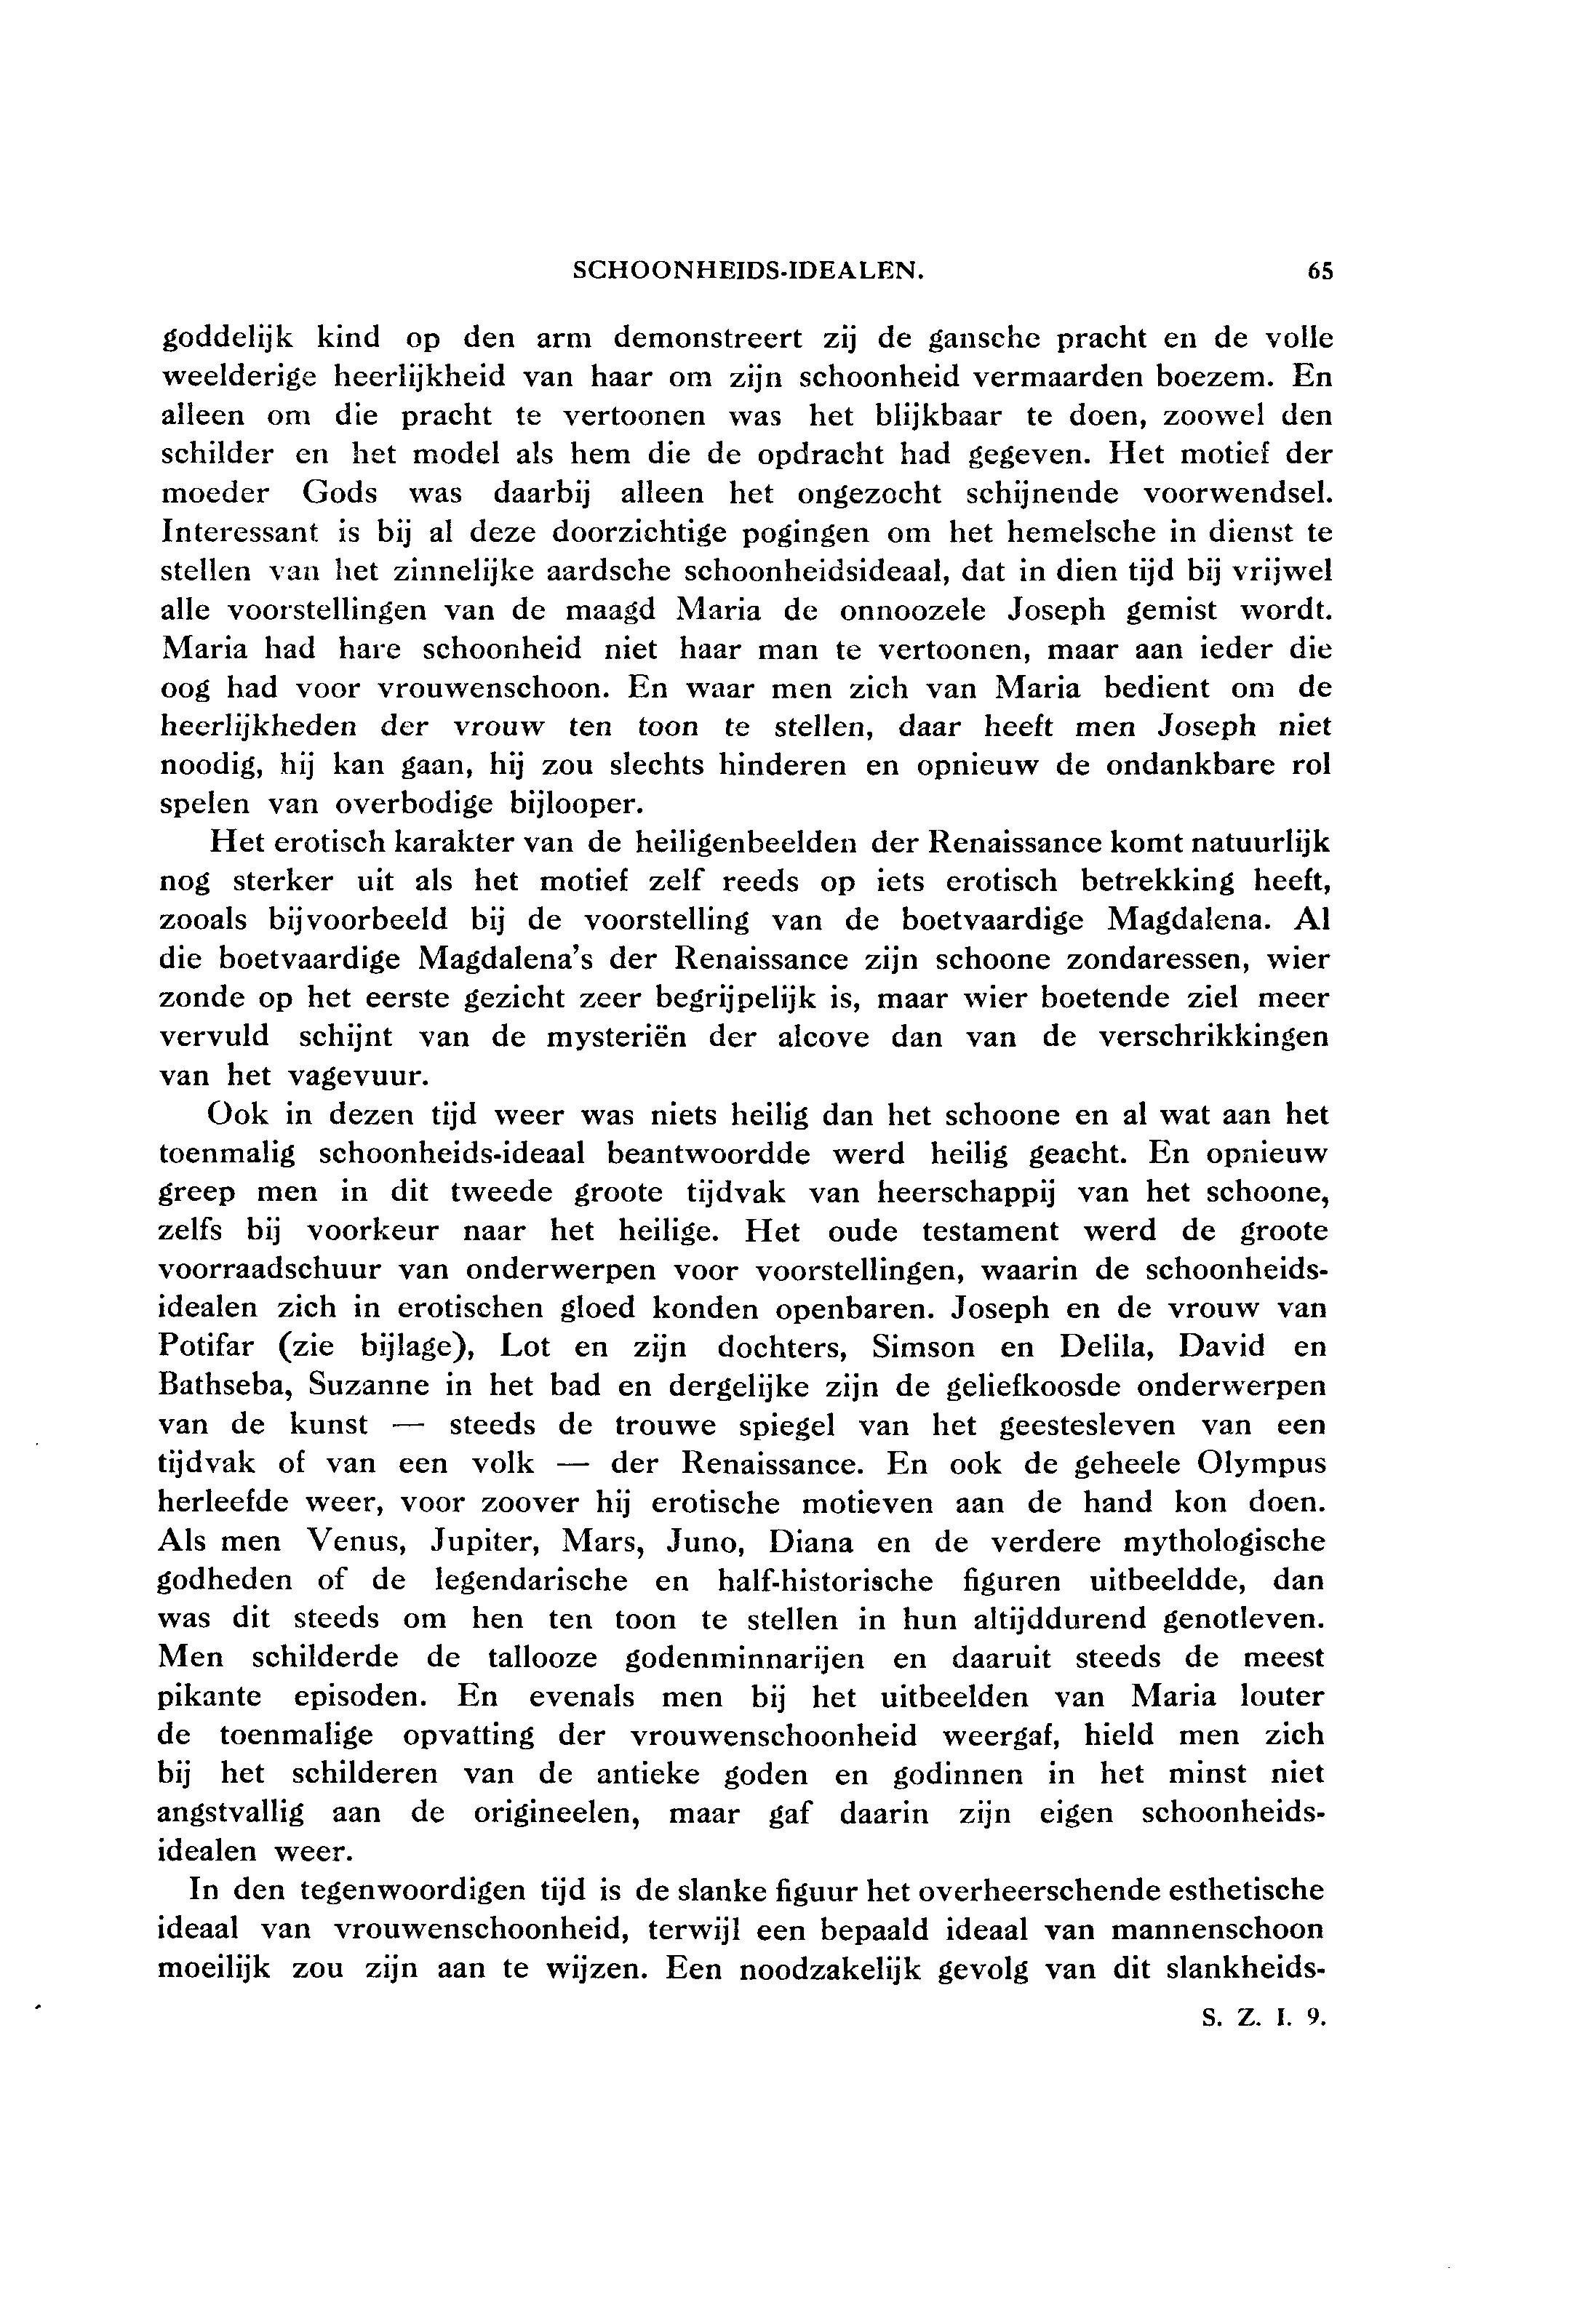 SCHOONHEIDS-IDEALEN. 65
goddelijk kind op den arm demonstreert zij de gansche pracht en de volle
weelderige heerlijkheid van haar om zijn schoonheid vermaarden boezem. En
alleen om die pracht te vertoonen was het blijkbaar te doen, zoowel den
schilder en het model als hem die de opdracht had gegeven. Het motief der
moeder Gods was daarbij alleen het ongezocht schijnende voorwendsel.
Interessant is bij al deze doorzichtige pogingen om het hemelsche in dienst te
stellen van het zinnelijke aardsche schoonheidsideaal, dat in dien tijd bij vrijwel
alle voorstellingen van de maagd Maria de onnoozele Joseph gemist wordt.
Maria had hare schoonheid niet haar man te vertoonen, maar aan ieder die
oog had voor vrouwenschoon. En waar men zich van Maria bedient om de
heerlijkheden der vrouw ten toon te stellen, daar heeft men Joseph niet
noodig, hij kan gaan, hij zou slechts hinderen en opnieuw de ondankbare rol
spelen van overbodige bijlooper.
Het erotisch karakter van de heiligenbeelden der Renaissance komt natuurlijk
nog sterker uit als het motief zelf reeds op iets erotisch betrekking heeft,
zooals bijvoorbeeld bij de voorstelling van de boetvaardige Magdalena. Al
die boetvaardige Magdalena's der Renaissance zijn schoone zondaressen, wier
zonde op het eerste gezicht zeer begrijpelijk is, maar wier boetende ziel meer
vervuld schijnt van de mysteriën der alcove dan van de verschrikkingen
van het vagevuur.
Ook in dezen tijd weer was niets heilig dan het schoone en al wat aan het
toenmalig schoonheids-ideaal beantwoordde werd heilig geacht. En opnieuw
greep men in dit tweede groote tijdvak van heerschappij van het schoone,
zelfs bij voorkeur naar het heilige. Het oude testament werd de groote
voorraadschuur van onderwerpen voor voorstellingen, waarin de schoonheids-
idealen zich in erotischen gloed konden openbaren. Joseph en de vrouw van
Potifar (zie bijlage), Lot en zijn dochters, Simson en Delila, David en
Bathseba, Suzanne in het bad en dergelijke zijn de geliefkoosde onderwerpen
van de kunst — steeds de trouwe spiegel van het geestesleven van een
tijdvak of van een volk — der Renaissance. En ook de geheele Olympus
herleefde weer, voor zoover hij erotische motieven aan de hand kon doen.
Als men Venus, Jupiter, Mars, Juno, Diana en de verdere mythologische
godheden of de legendarische en half-historische figuren uitbeeldde, dan
was dit steeds om hen ten toon te stellen in hun altijddurend genotleven.
Men schilderde de tallooze godenminnarijen en daaruit steeds de meest
pikante episoden. En evenals men bij het uitbeelden van Maria louter
de toenmalige opvatting der vrouwenschoonheid weergaf, hield men zich
bij het schilderen van de antieke goden en godinnen in het minst niet
angstvallig aan de origineelen, maar gaf daarin zijn eigen schoonheids-
idealen weer.
In den tegenwoordigen tijd is de slanke figuur het overheerschende esthetische
ideaal van vrouwenschoonheid, terwijl een bepaald ideaal van mannenschoon
moeilijk zou zijn aan te wijzen. Een noodzakelijk gevolg van dit slankheids-
S. Z. I. 9.